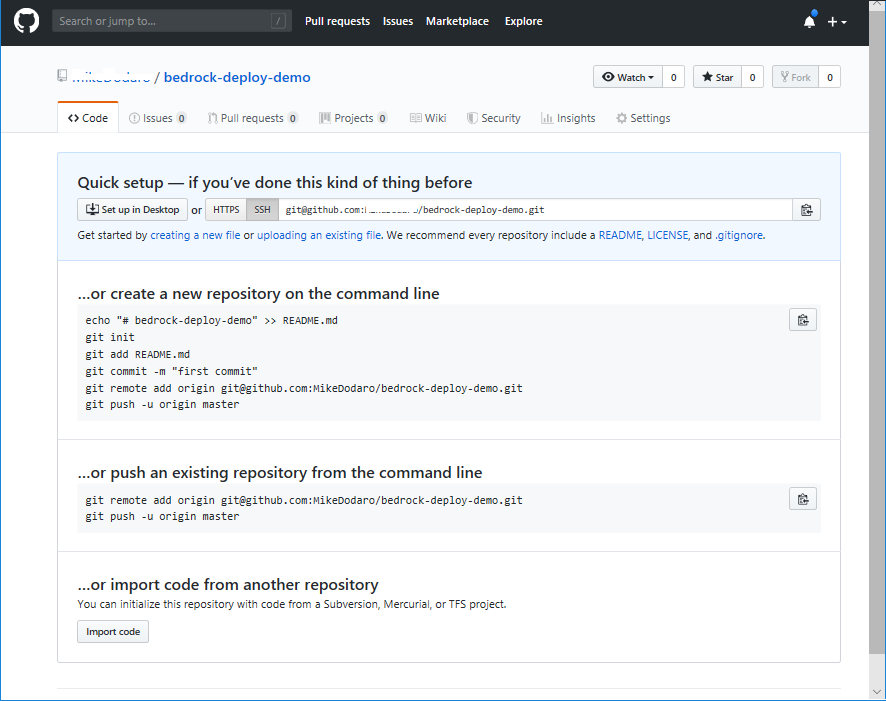 Search or jump to... / Pull requests Issues Marketplace Explore
/ bedrock-deploy-demo Watch 0 Star 0 Fork 0
Code Issues 0 Pull requests 0 Projects 0 Wiki Security Insights Settings
Quick setup — if you’ve done this kind of thing before
Set up in Desktop or HTTPS SSH git@github.com: /bedrock-deploy-demo.git
Get started by creating a new file or uploading an existing file. We recommend every repository include a README, LICENSE, and .gitignore.
…or create a new repository on the command line
echo "# bedrock-deploy-demo" >> README.md
git init
git add README.md
git commit -m "first commit"
git remote add origin git@github.com:MikeDodaro/bedrock-deploy-demo.git
git push -u origin master
…or push an existing repository from the command line
git remote add origin git@github.com:MikeDodaro/bedrock-deploy-demo.git
git push -u origin master
…or import code from another repository
You can initialize this repository with code from a Subversion, Mercurial, or TFS project.
Import code